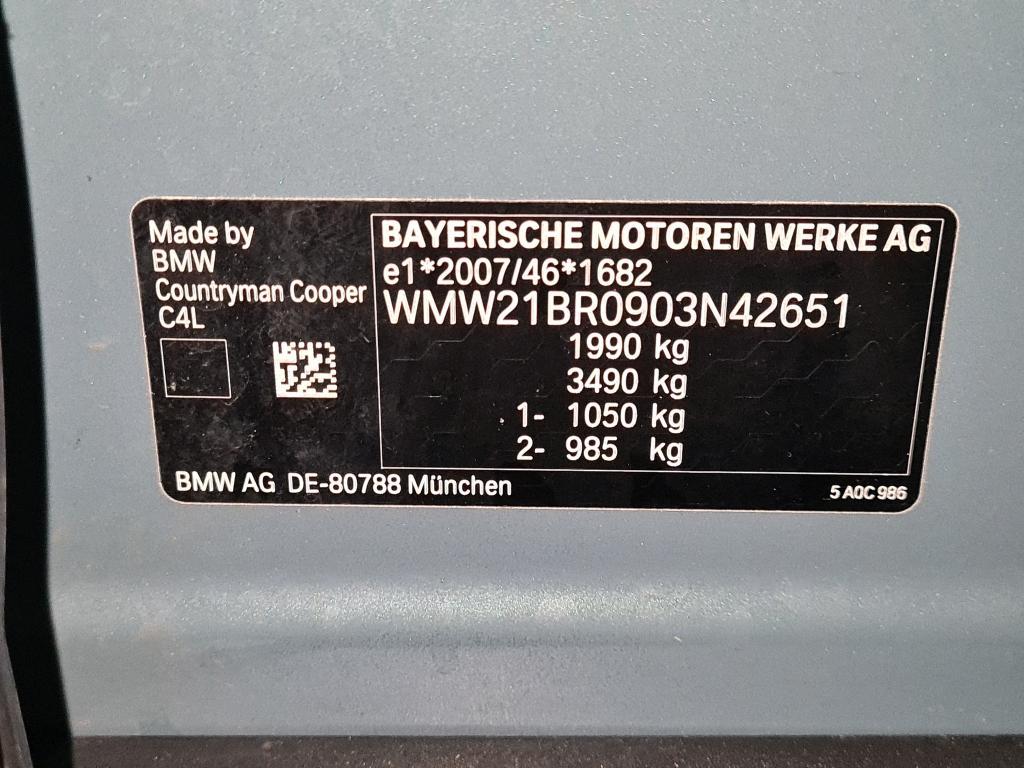 Made by
BMW
Countryman Cooper
C4L
BAYERISCHE MOTOREN WERKE AG
e1*2007/46*1682
WMW21BR0903N42651
1990 kg
3490 kg
1- 1050 kg
2- 985 kg
BMW AG DE-80788 München
5 A0C 986